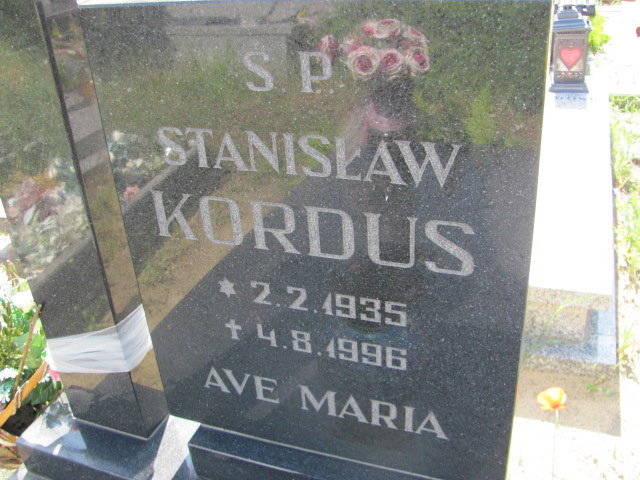 S P
STANISŁAW
KORDUS
* 2.2.1935
✝ 4.8.1996
AVE MARIA